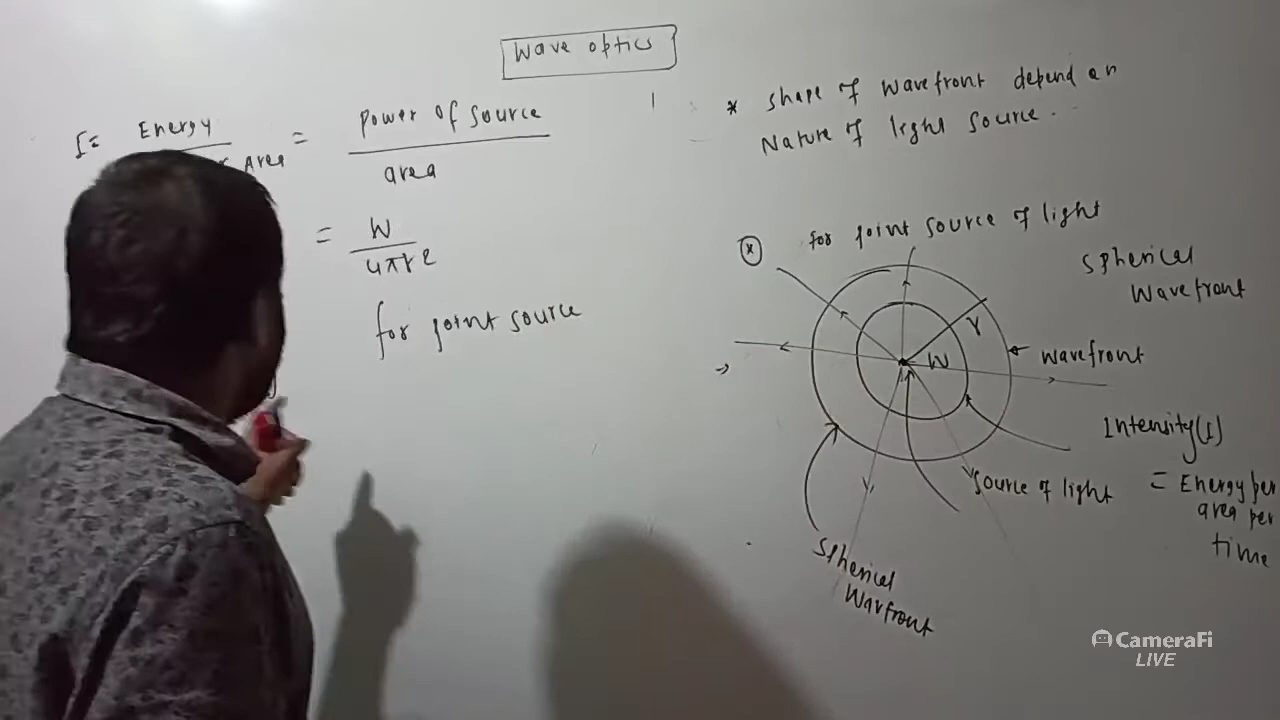 Wave optics
I = Energy = Power of source
Area area
= W
4πr2
for point source
* Shape of wavefront depend on
Nature of light source.
* for point source of light
Spherical
Wavefront
r
W
wavefront
Intensity(I)
= Energy per
area per
time
source of light
Spherical
Wavfront
CameraFi
LIVE